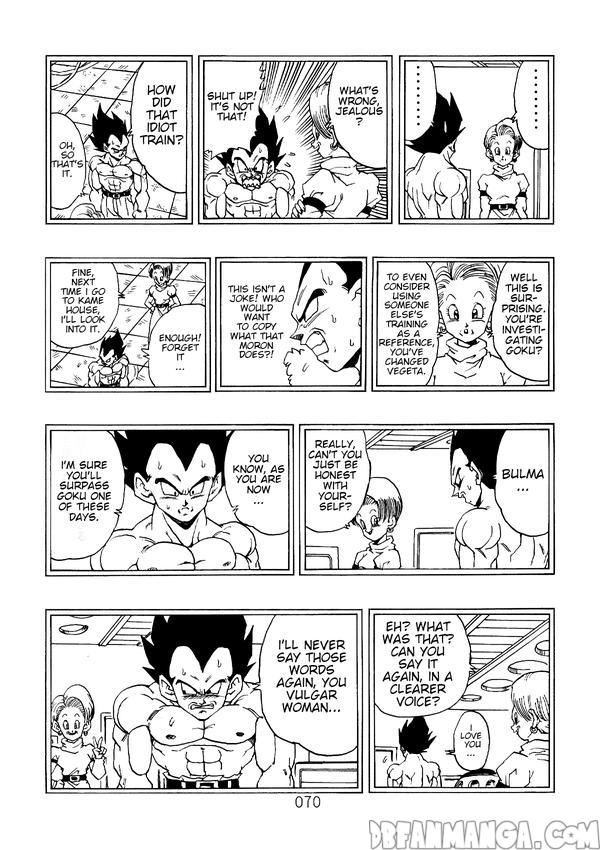 ........
........
WHAT'S
WRONG,
JEALOUS?
SHUT UP!
IT'S NOT
THAT!
HOW
DID
THAT
IDIOT
TRAIN?
OH,
SO
THAT'S
IT.
WELL
THIS IS
SUR-
PRISING.
YOU'RE
INVESTI-
GATING
GOKU?
TO EVEN
CONSIDER
USING
SOMEONE
ELSE'S
TRAINING
AS A
REFERENCE,
YOU'VE
CHANGED
VEGETA.
THIS ISN'T
A JOKE! WHO
WOULD
WANT
TO COPY
WHAT THAT
MORON
DOES?!
ENOUGH!
FORGET
IT
...
FINE,
NEXT
TIME I GO
TO KAME
HOUSE,
I'LL LOOK
INTO IT.
BULMA
...
REALLY,
CAN'T
YOU JUST
BE
HONEST
WITH
YOUR-
SELF?
YOU
KNOW, AS
YOU ARE
NOW
...
I'M SURE
YOU'LL
SURPASS
GOKU ONE
OF THESE
DAYS.
I
LOVE
YOU
...
EH? WHAT
WAS THAT?
CAN YOU
SAY IT
AGAIN, IN A
CLEARER
VOICE?
I'LL NEVER
SAY THOSE
WORDS
AGAIN, YOU
VULGAR
WOMAN...
070
DBFANMANGA.COM